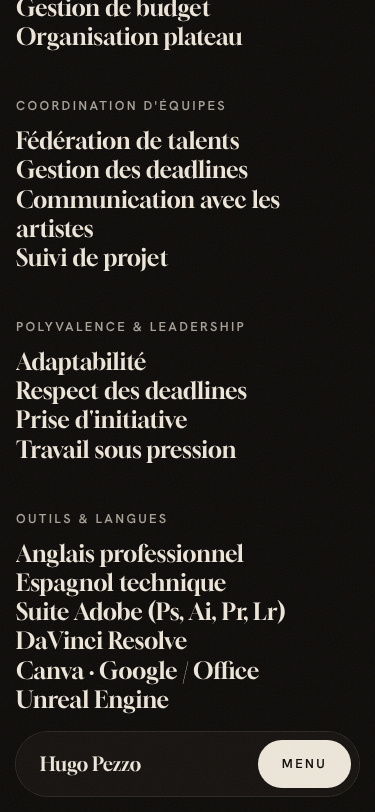 Gestion de budget
Organisation plateau
COORDINATION D'ÉQUIPES
Fédération de talents
Gestion des deadlines
Communication avec les
artistes
Suivi de projet
POLYVALENCE & LEADERSHIP
Adaptabilité
Respect des deadlines
Prise d'initiative
Travail sous pression
OUTILS & LANGUES
Anglais professionnel
Espagnol technique
Suite Adobe (Ps, Ai, Pr, Lr)
DaVinci Resolve
Canva · Google / Office
Unreal Engine
Hugo Pezzo
MENU